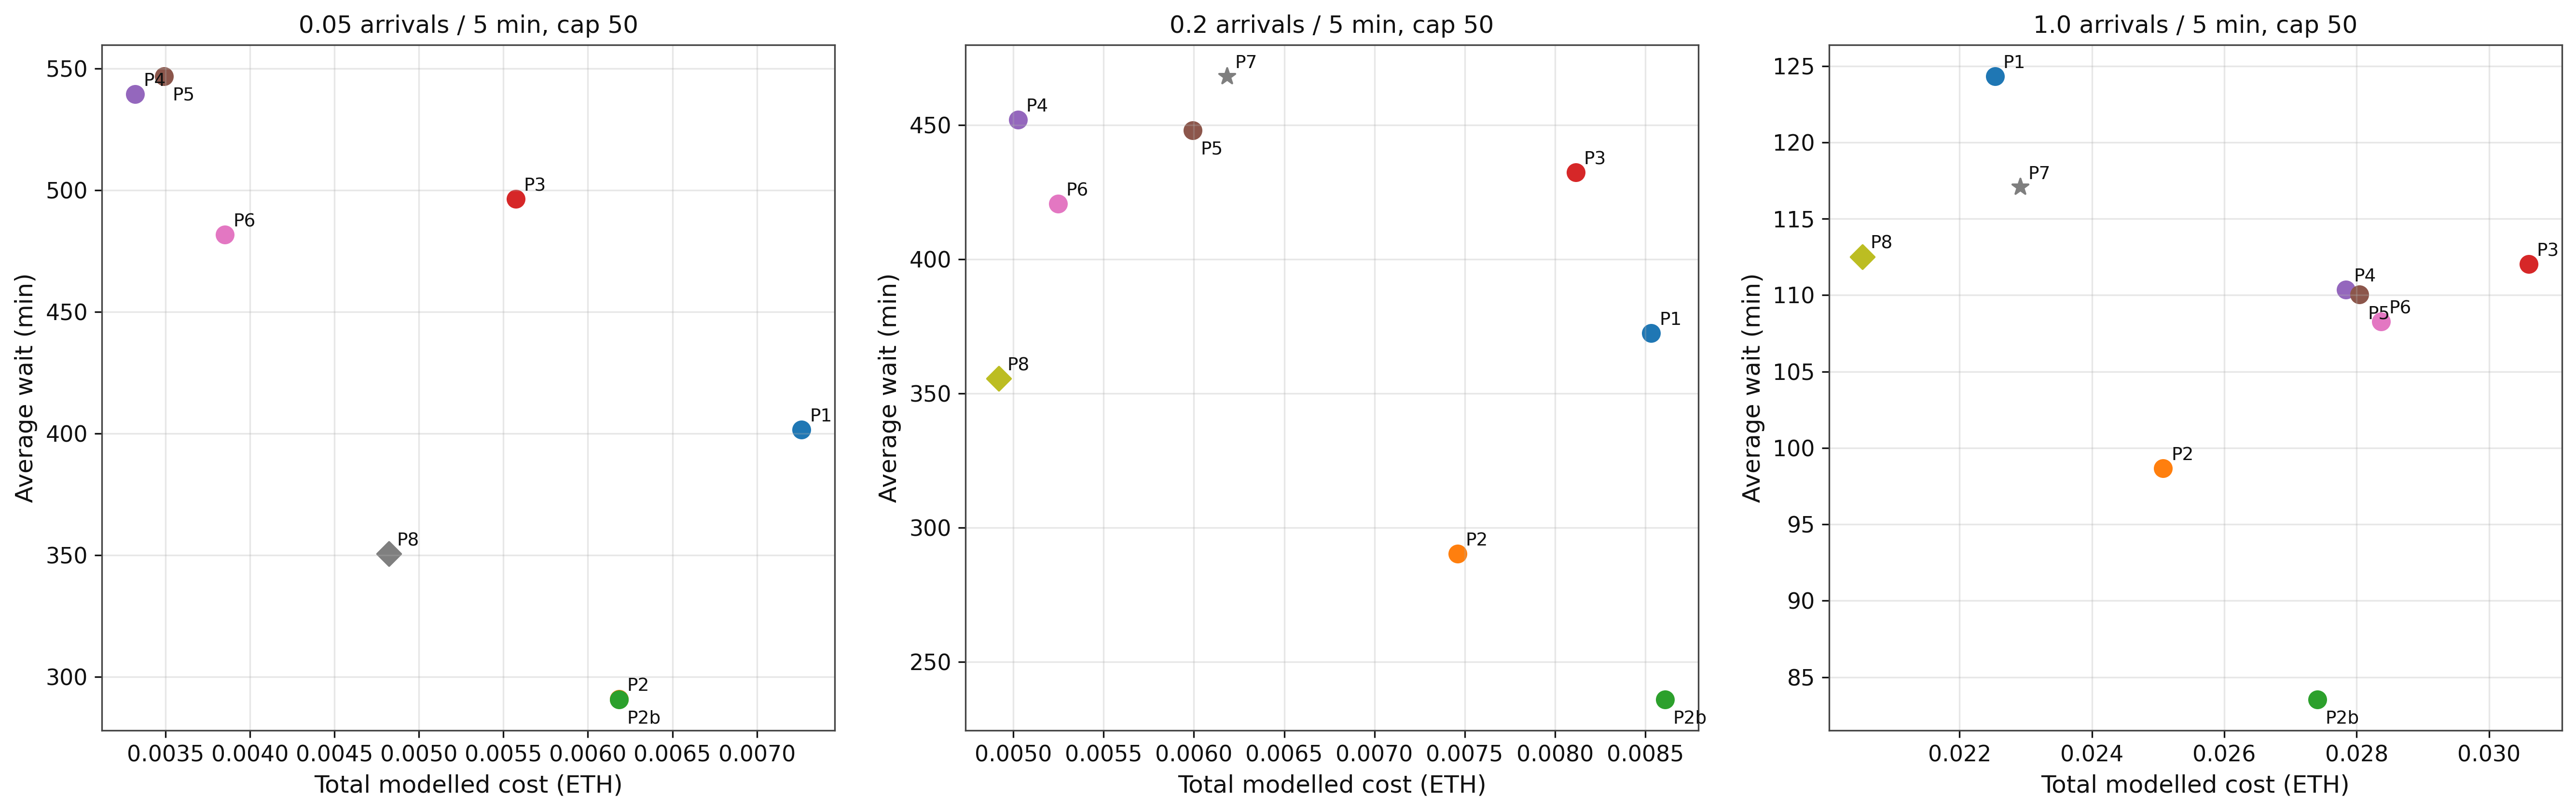 0.05 arrivals / 5 min, cap 50
Average wait (min)
550
500
450
400
350
300
P4
P5
P3
P6
P1
P8
P2
P2b
0.0035 0.0040 0.0045 0.0050 0.0055 0.0060 0.0065 0.0070
Total modelled cost (ETH)
0.2 arrivals / 5 min, cap 50
Average wait (min)
450
400
350
300
250
P7
P4
P5
P3
P6
P1
P8
P2
P2b
0.0050 0.0055 0.0060 0.0065 0.0070 0.0075 0.0080 0.0085
Total modelled cost (ETH)
1.0 arrivals / 5 min, cap 50
Average wait (min)
125
120
115
110
105
100
95
90
85
P1
P7
P8
P3
P4
P5
P6
P2
P2b
0.022 0.024 0.026 0.028 0.030
Total modelled cost (ETH)